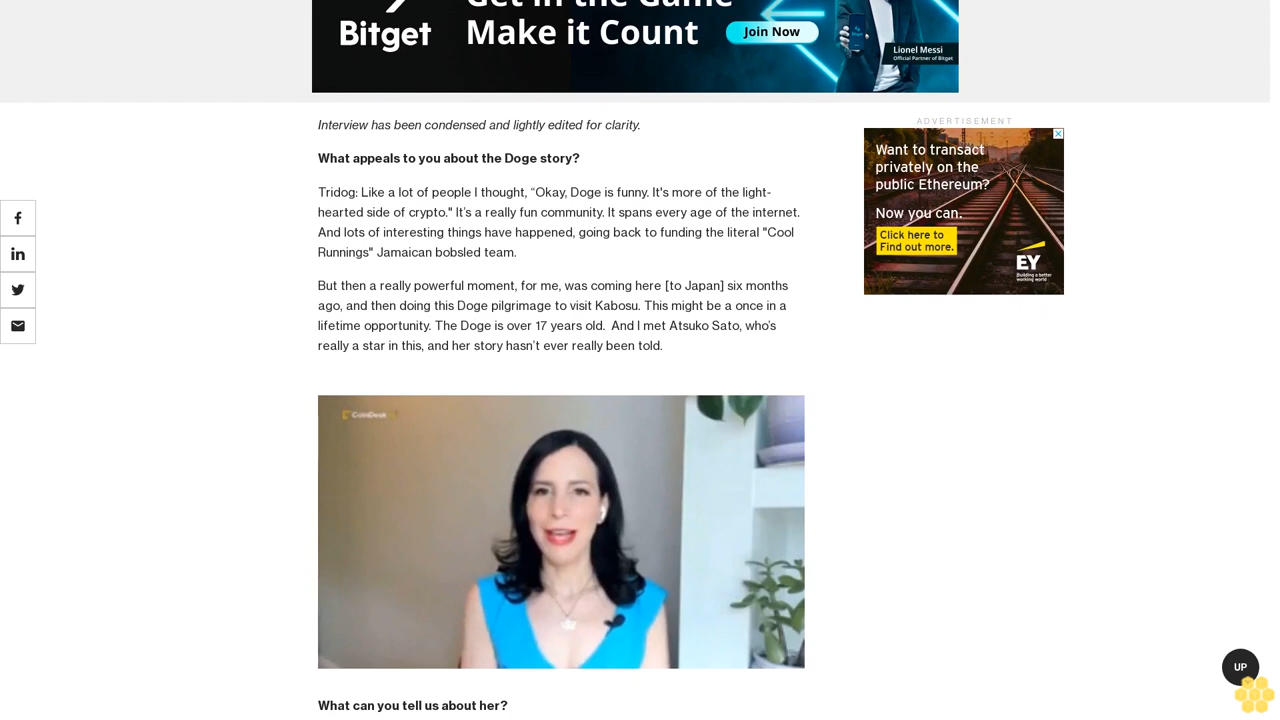 Get in the Game
Bitget
Make it Count
Join Now
Lionel Messi
Official Partner of Bitget
Interview has been condensed and lightly edited for clarity.
ADVERTISEMENT
What appeals to you about the Doge story?
Tridog: Like a lot of people I thought, “Okay, Doge is funny. It's more of the light-
hearted side of crypto." It’s a really fun community. It spans every age of the internet.
And lots of interesting things have happened, going back to funding the literal "Cool
Runnings" Jamaican bobsled team.
But then a really powerful moment, for me, was coming here [to Japan] six months
ago, and then doing this Doge pilgrimage to visit Kabosu. This might be a once in a
lifetime opportunity. The Doge is over 17 years old.  And I met Atsuko Sato, who’s
really a star in this, and her story hasn’t ever really been told.
Want to transact
privately on the
public Ethereum?
Now you can.
Click here to
Find out more.
EY
Building a better
working world
CoinDesk
What can you tell us about her?
UP